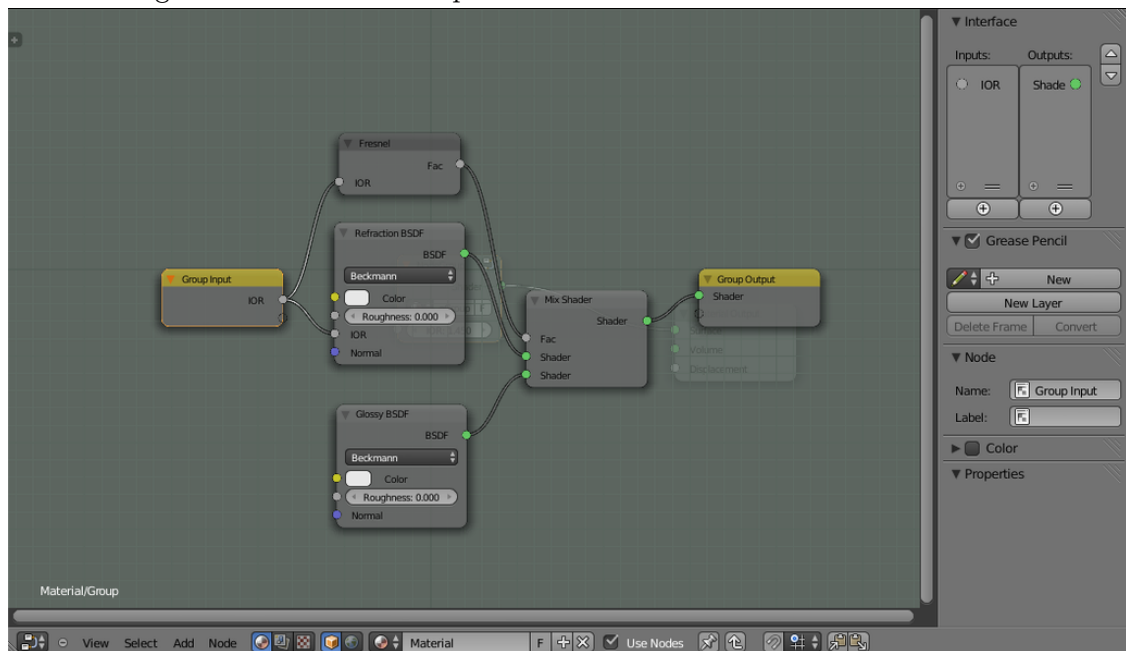 Interface
Inputs:
Outputs:
IOR
Shade
Fresnel
Fac
IOR
Refraction BSDF
BSDF
Beckmann
Color
Roughness: 0.000
IOR
Normal
Group Input
IOR
Mix Shader
Shader
Fac
Shader
Shader
Group Output
Shader
Surface
Volume
Displacement
Glossy BSDF
BSDF
Beckmann
Color
Roughness: 0.000
Normal
Grease Pencil
New
New Layer
Delete Frame
Convert
Node
Name:
Group Input
Label:
Color
Properties
Material/Group
View Select Add Node
Material
F
Use Nodes